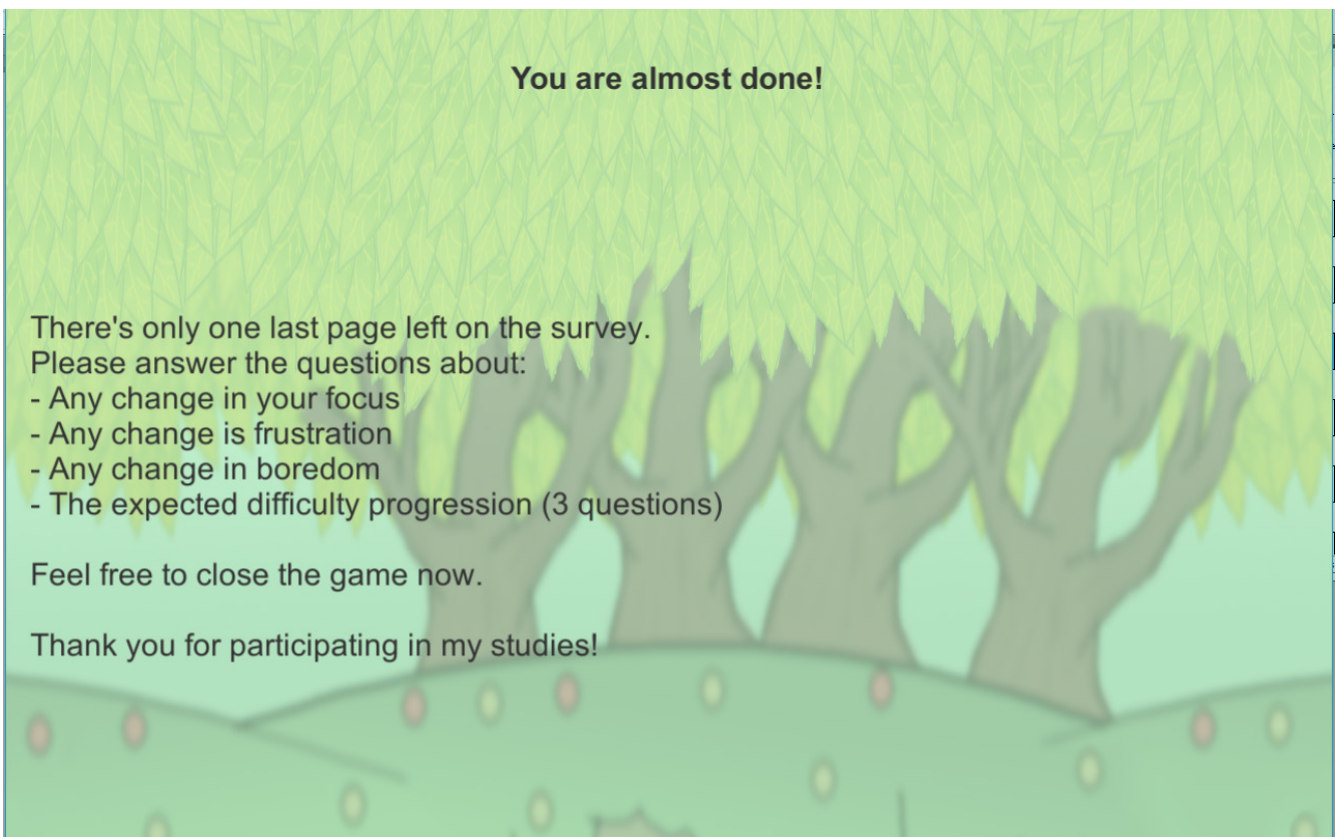 You are almost done!
There's only one last page left on the survey.
Please answer the questions about:
- Any change in your focus
- Any change is frustration
- Any change in boredom
- The expected difficulty progression (3 questions)
Feel free to close the game now.
Thank you for participating in my studies!